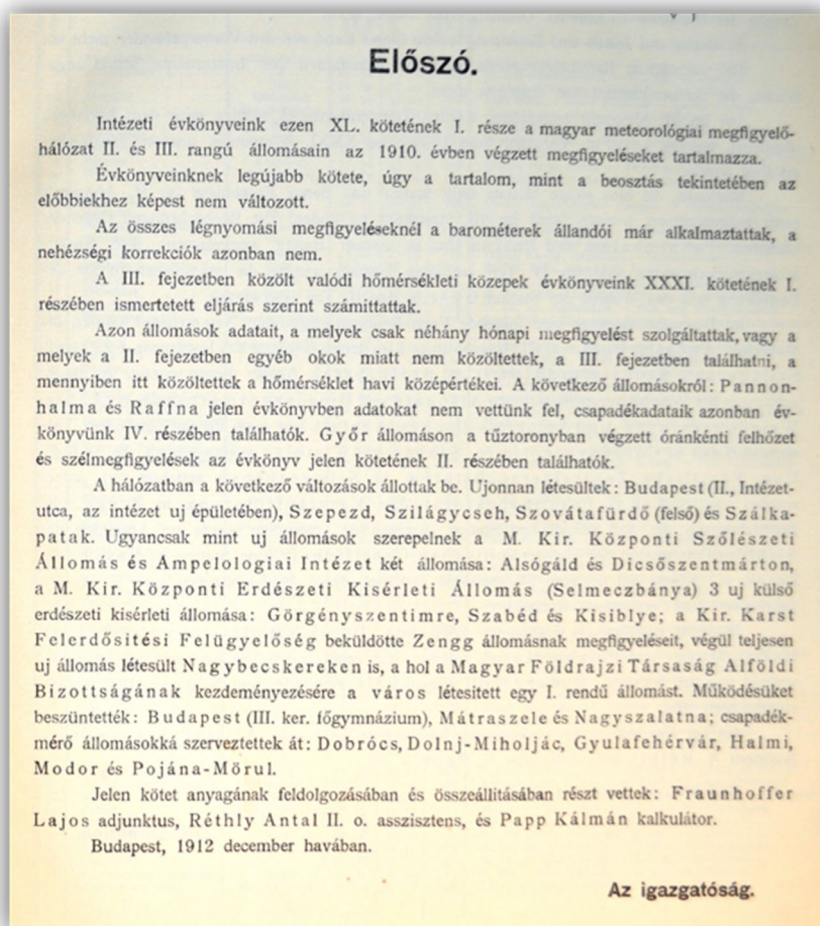 Előszó.
Intézeti évkönyveink ezen XL. kötetének I. része a magyar meteorológiai megfigyelő-
hálózat II. és III. rangú állomásain az 1910. évben végzett megfigyeléseket tartalmazza.
Évkönyveinknek legújabb kötete, úgy a tartalom, mint a beosztás tekintetében az
előbbiekhez képest nem változott.
Az összes légnyomási megfigyeléseknél a barométerek állandói már alkalmaztattak, a
nehézségi korrekciók azonban nem.
A III. fejezetben közölt valódi hőmérsékleti közepek évkönyveink XXXI. kötetének I.
részében ismertetett eljárás szerint számittattak.
Azon állomások adatait, a melyek csak néhány hónapi megfigyelést szolgáltattak, vagy a
melyek a II. fejezetben egyéb okok miatt nem közöltettek, a III. fejezetben találhatni, a
mennyiben itt közöltettek a hőmérséklet havi középértékei. A következő állomásokról: Pannon-
halma és Raffna jelen évkönyvben adatokat nem vettünk fel, csapadékadataik azonban év-
könyvünk IV. részében találhatók. Győr állomáson a tűztoronyban végzett óránkénti felhőzet
és szélmegfigyelések az évkönyv jelen kötetének II. részében találhatók.
A hálózatban a következő változások állottak be. Ujonnan létesültek: Budapest (II., Intézet-
utca, az intézet uj épületében), Szepezd, Szilágycseh, Szovátafürdő (felső) és Szálka-
patak. Ugyancsak mint uj állomások szerepelnek a M. Kir. Központi Szőlészeti
Állomás és Ampelologiai Intézet két állomása: Alsógáld és Dicsőszentmárton,
a M. Kir. Központi Erdészeti Kisérleti Állomás (Selmeczbánya) 3 uj külső
erdészeti kisérleti állomása: Görgényszentimre, Szabéd és Kisiblye; a Kir. Karst
Felerdősitési Felügyelőség beküldötte Zengg állomásnak megfigyeléseit, végül teljesen
uj állomás létesült Nagybecskereken is, a hol a Magyar Földrajzi Társaság Alföldi
Bizottságának kezdeményezésére a város létesitett egy I. rendű állomást. Működésüket
beszüntették: Budapest (III. ker. főgymnázium), Mátraszele és Nagyszalatna; csapadék-
mérő állomásokká szerveztettek át: Dobrócs, Dolnj-Miholjác, Gyulafehérvár, Halmi,
Modor és Pojána-Mörul.
Jelen kötet anyagának feldolgozásában és összeállitásában részt vettek: Fraunhoffer
Lajos adjunktus, Réthly Antal II. o. asszisztens, és Papp Kálmán kalkulátor.
Budapest, 1912 december havában.
Az igazgatóság.